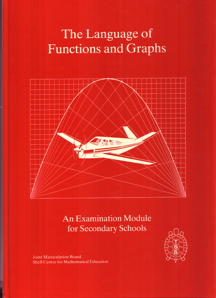 The Language of
Functions and Graphs
An Examination Module
for Secondary Schools
Joint Matriculation Board
Shell Centre for Mathematical Education